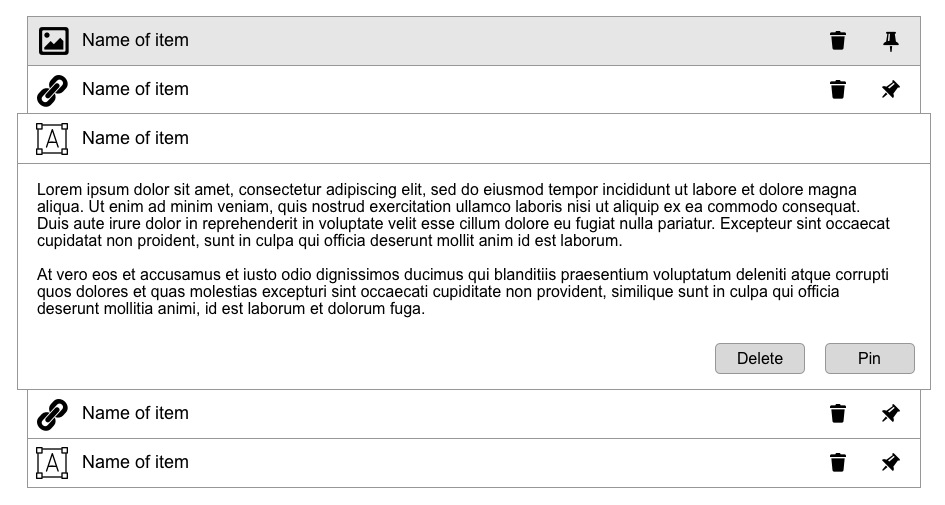 Name of item
Name of item
A Name of item
Lorem ipsum dolor sit amet, consectetur adipiscing elit, sed do eiusmod tempor incididunt ut labore et dolore magna
aliqua. Ut enim ad minim veniam, quis nostrud exercitation ullamco laboris nisi ut aliquip ex ea commodo consequat.
Duis aute irure dolor in reprehenderit in voluptate velit esse cillum dolore eu fugiat nulla pariatur. Excepteur sint occaecat
cupidatat non proident, sunt in culpa qui officia deserunt mollit anim id est laborum.
At vero eos et accusamus et iusto odio dignissimos ducimus qui blanditiis praesentium voluptatum deleniti atque corrupti
quos dolores et quas molestias excepturi sint occaecati cupiditate non provident, similique sunt in culpa qui officia
deserunt mollitia animi, id est laborum et dolorum fuga.
Delete Pin
Name of item
A Name of item